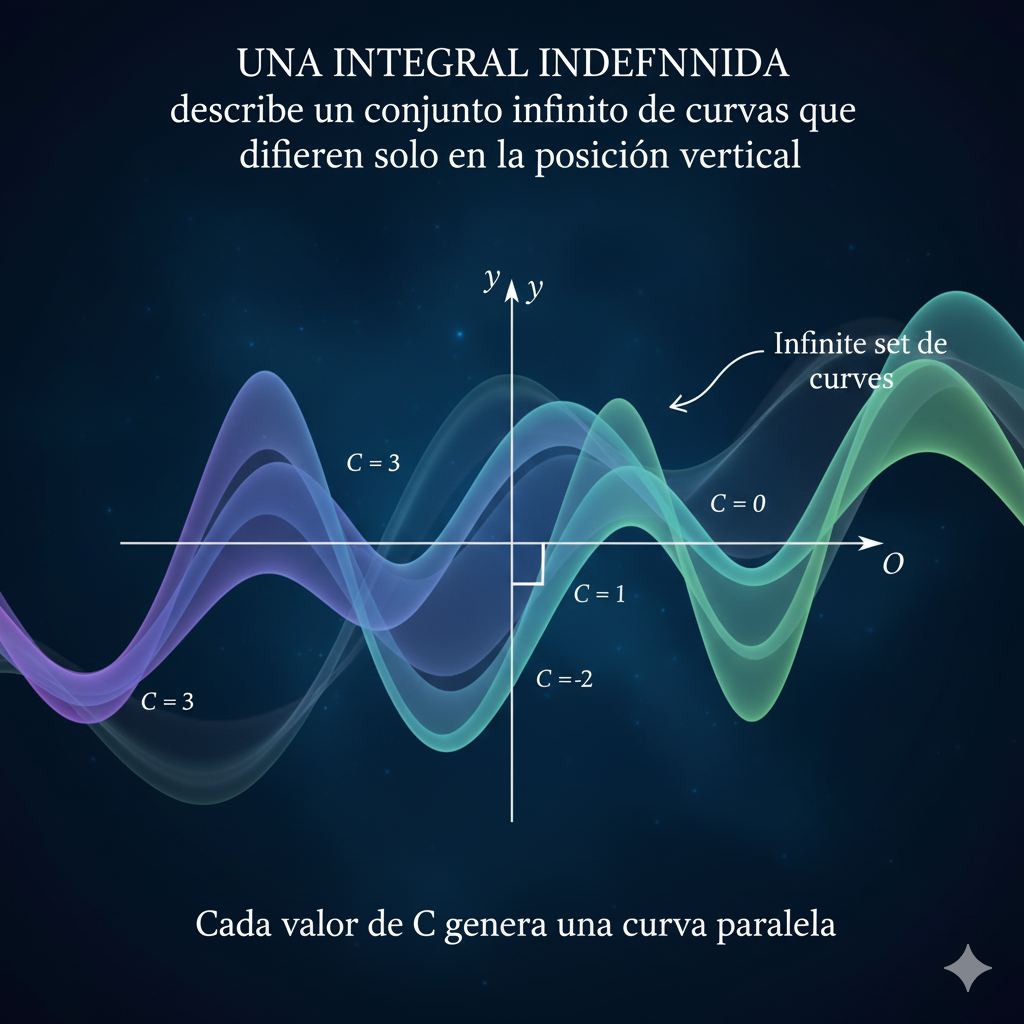 UNA INTEGRAL INDEFNNIDA
describe un conjunto infinito de curvas que
difieren solo en la posición vertical
y y
Infinite set de
curves
C = 3
C = 0
O
C = 1
C =-2
C = 3
Cada valor de C genera una curva paralela